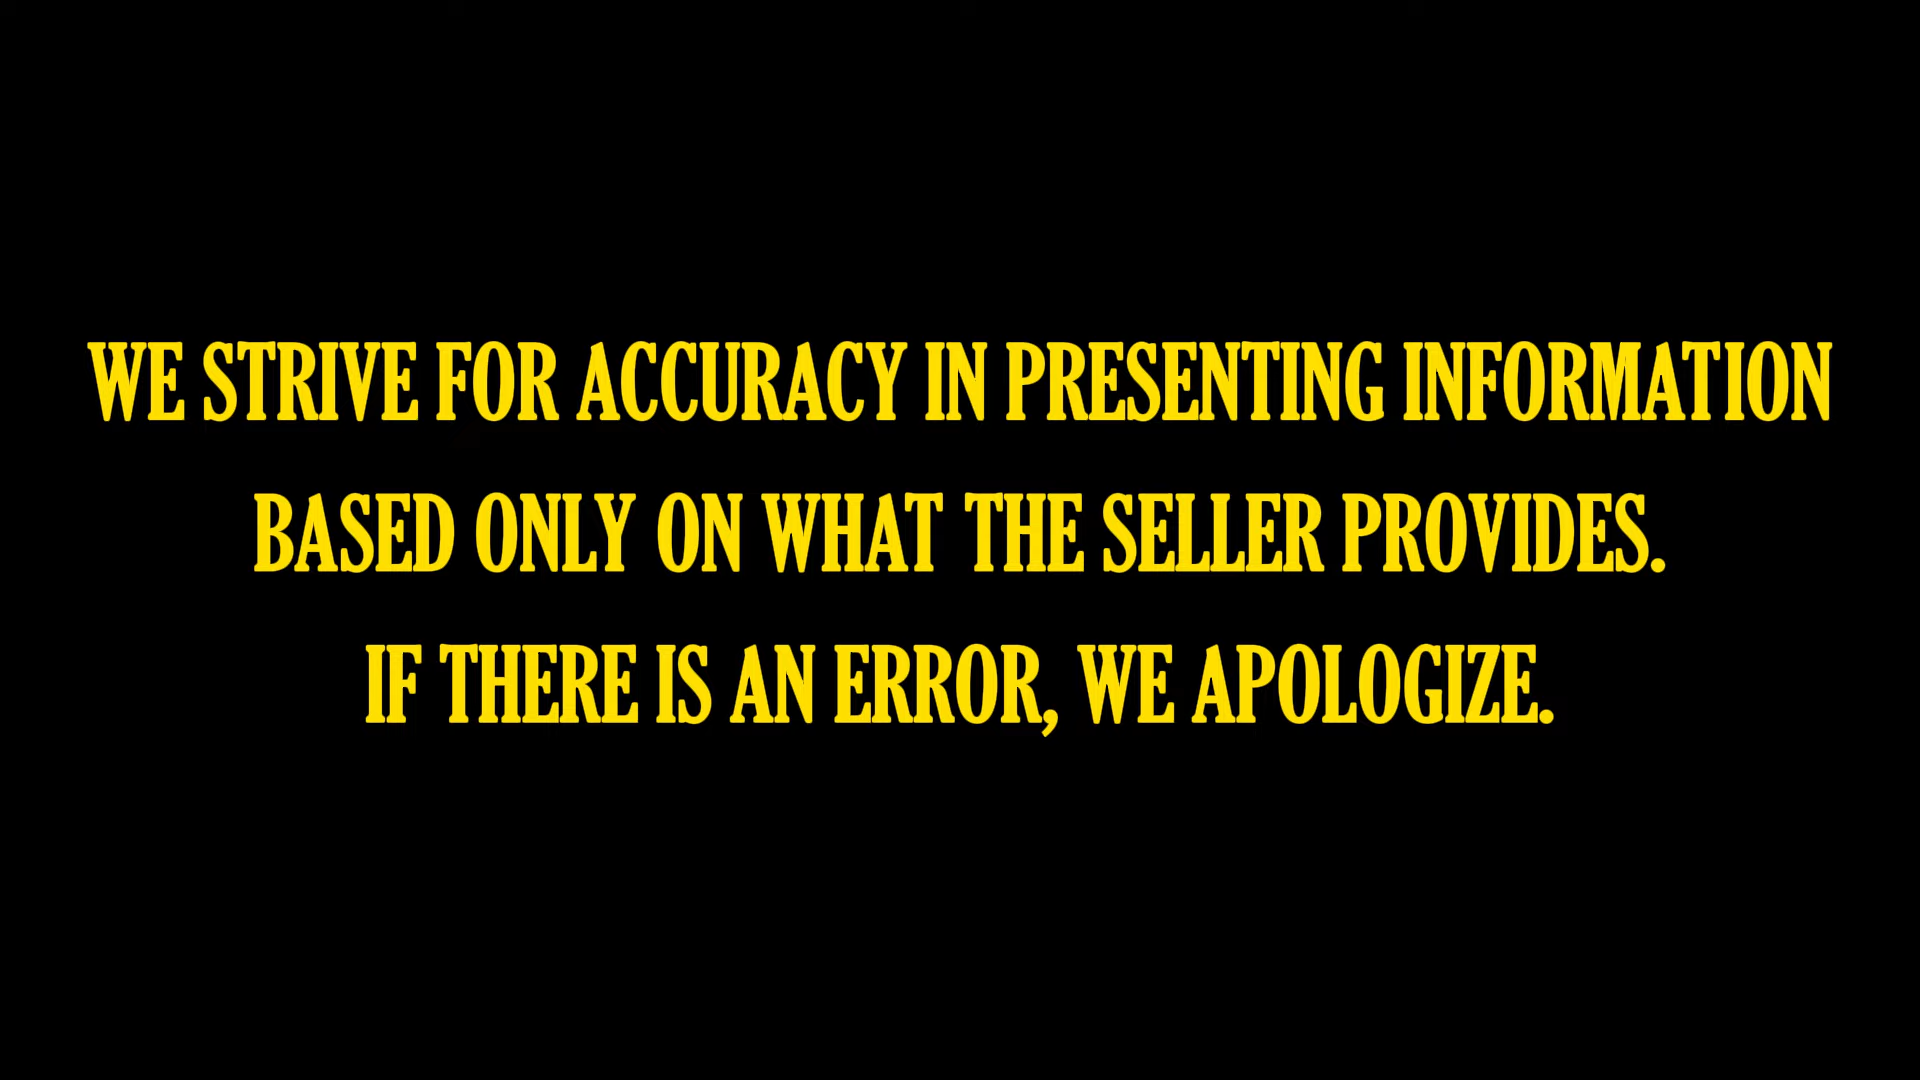 WE STRIVE FOR ACCURACY IN PRESENTING INFORMATION
BASED ONLY ON WHAT THE SELLER PROVIDES.
IF THERE IS AN ERROR, WE APOLOGIZE.